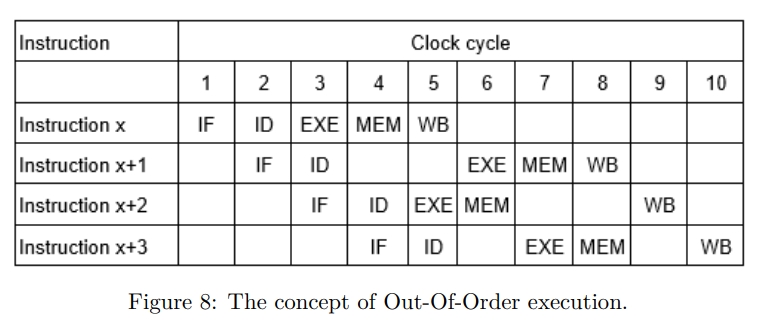 Instruction Clock cycle
1 2 3 4 5 6 7 8 9 10
Instruction x IF ID EXE MEM WB
Instruction x+1 IF ID EXE MEM WB
Instruction x+2 IF ID EXE MEM WB
Instruction x+3 IF ID EXE MEM WB
Figure 8: The concept of Out-Of-Order execution.